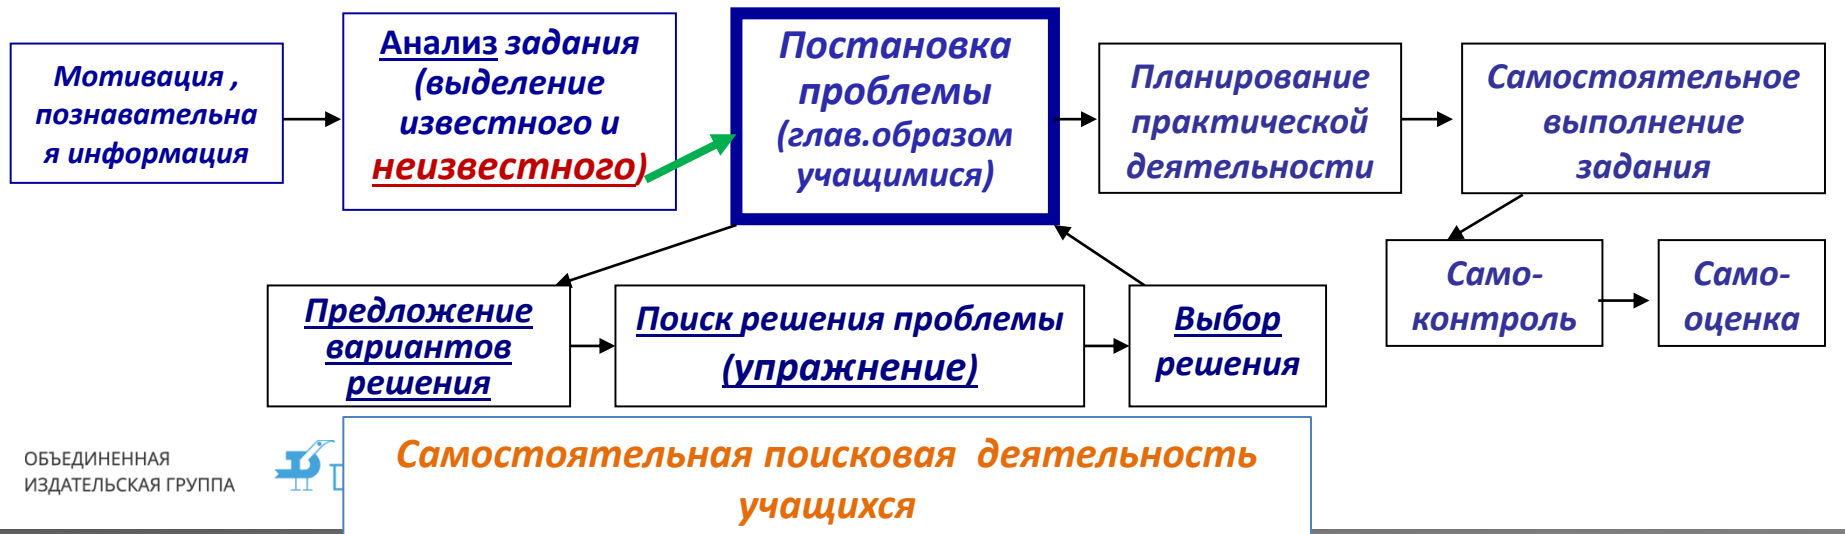 Мотивация ,
познавательна
я информация
Анализ задания
(выделение
известного и
неизвестного)
Постановка
проблемы
(глав.образом
учащимися)
Планирование
практической
деятельности
Самостоятельное
выполнение
задания
Само-
контроль
Само-
оценка
Предложение
вариантов
решения
Поиск решения проблемы
(упражнение)
Выбор
решения
Самостоятельная поисковая деятельность
учащихся
ОБЪЕДИНЕННАЯ
ИЗДАТЕЛЬСКАЯ ГРУППА